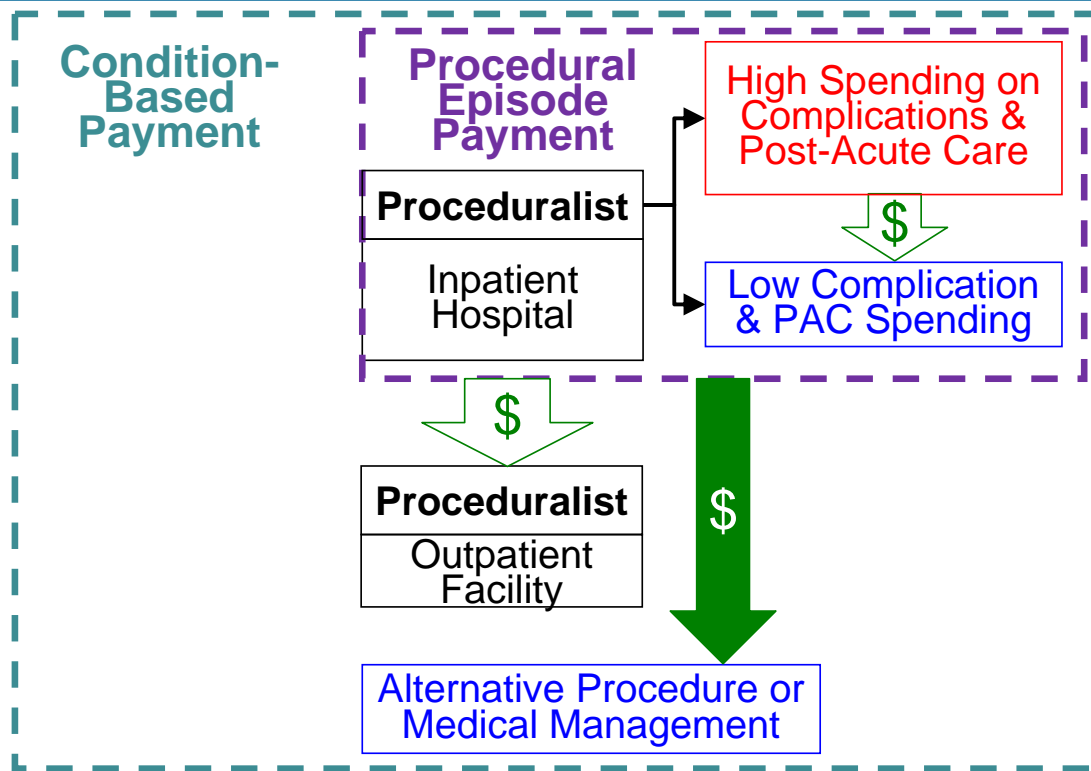 Condition-
Based
Payment
Procedural
Episode
Payment
High Spending on
Complications &
Post-Acute Care
Proceduralist
Inpatient
Hospital
$
Low Complication
& PAC Spending
$
Proceduralist
Outpatient
Facility
$
Alternative Procedure or
Medical Management